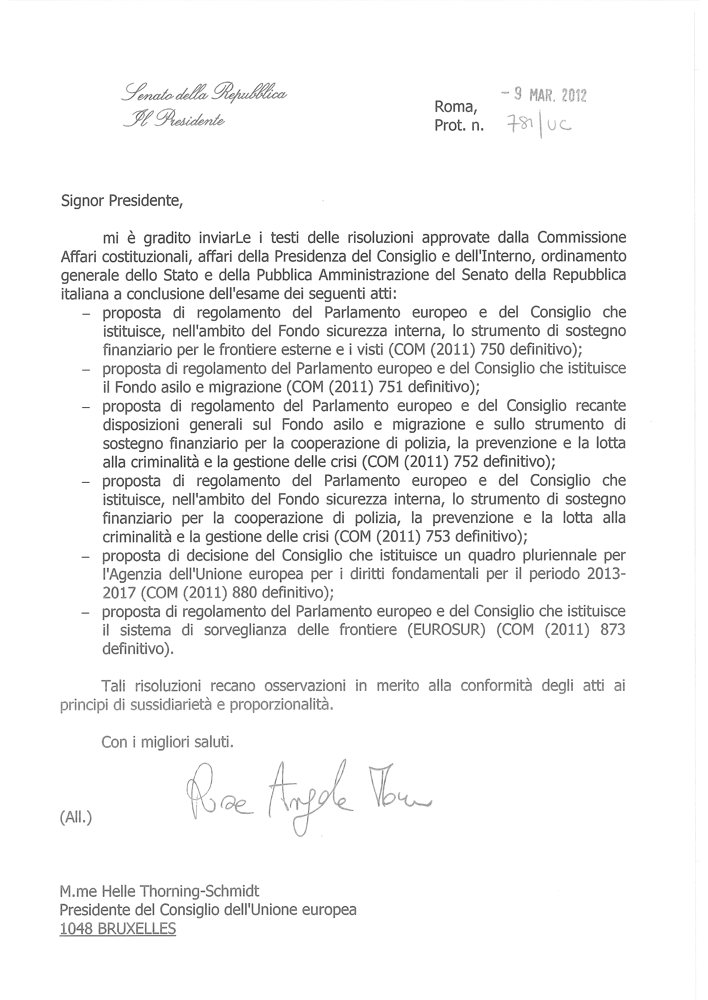 Senato della Repubblica
Il Presidente
- 9 MAR. 2012
Roma,
Prot. n. 781/UC
Signor Presidente,
mi è gradito inviarLe i testi delle risoluzioni approvate dalla Commissione
Affari costituzionali, affari della Presidenza del Consiglio e dell'Interno, ordinamento
generale dello Stato e della Pubblica Amministrazione del Senato della Repubblica
italiana a conclusione dell'esame dei seguenti atti:
– proposta di regolamento del Parlamento europeo e del Consiglio che
istituisce, nell'ambito del Fondo sicurezza interna, lo strumento di sostegno
finanziario per le frontiere esterne e i visti (COM (2011) 750 definitivo);
– proposta di regolamento del Parlamento europeo e del Consiglio che istituisce
il Fondo asilo e migrazione (COM (2011) 751 definitivo);
– proposta di regolamento del Parlamento europeo e del Consiglio recante
disposizioni generali sul Fondo asilo e migrazione e sullo strumento di
sostegno finanziario per la cooperazione di polizia, la prevenzione e la lotta
alla criminalità e la gestione delle crisi (COM (2011) 752 definitivo);
– proposta di regolamento del Parlamento europeo e del Consiglio che
istituisce, nell'ambito del Fondo sicurezza interna, lo strumento di sostegno
finanziario per la cooperazione di polizia, la prevenzione e la lotta alla
criminalità e la gestione delle crisi (COM (2011) 753 definitivo);
– proposta di decisione del Consiglio che istituisce un quadro pluriennale per
l'Agenzia dell'Unione europea per i diritti fondamentali per il periodo 2013-
2017 (COM (2011) 880 definitivo);
– proposta di regolamento del Parlamento europeo e del Consiglio che istituisce
il sistema di sorveglianza delle frontiere (EUROSUR) (COM (2011) 873
definitivo).
Tali risoluzioni recano osservazioni in merito alla conformità degli atti ai
principi di sussidiarietà e proporzionalità.
Con i migliori saluti.
(All.)
M.me Helle Thorning-Schmidt
Presidente del Consiglio dell'Unione europea
1048 BRUXELLES